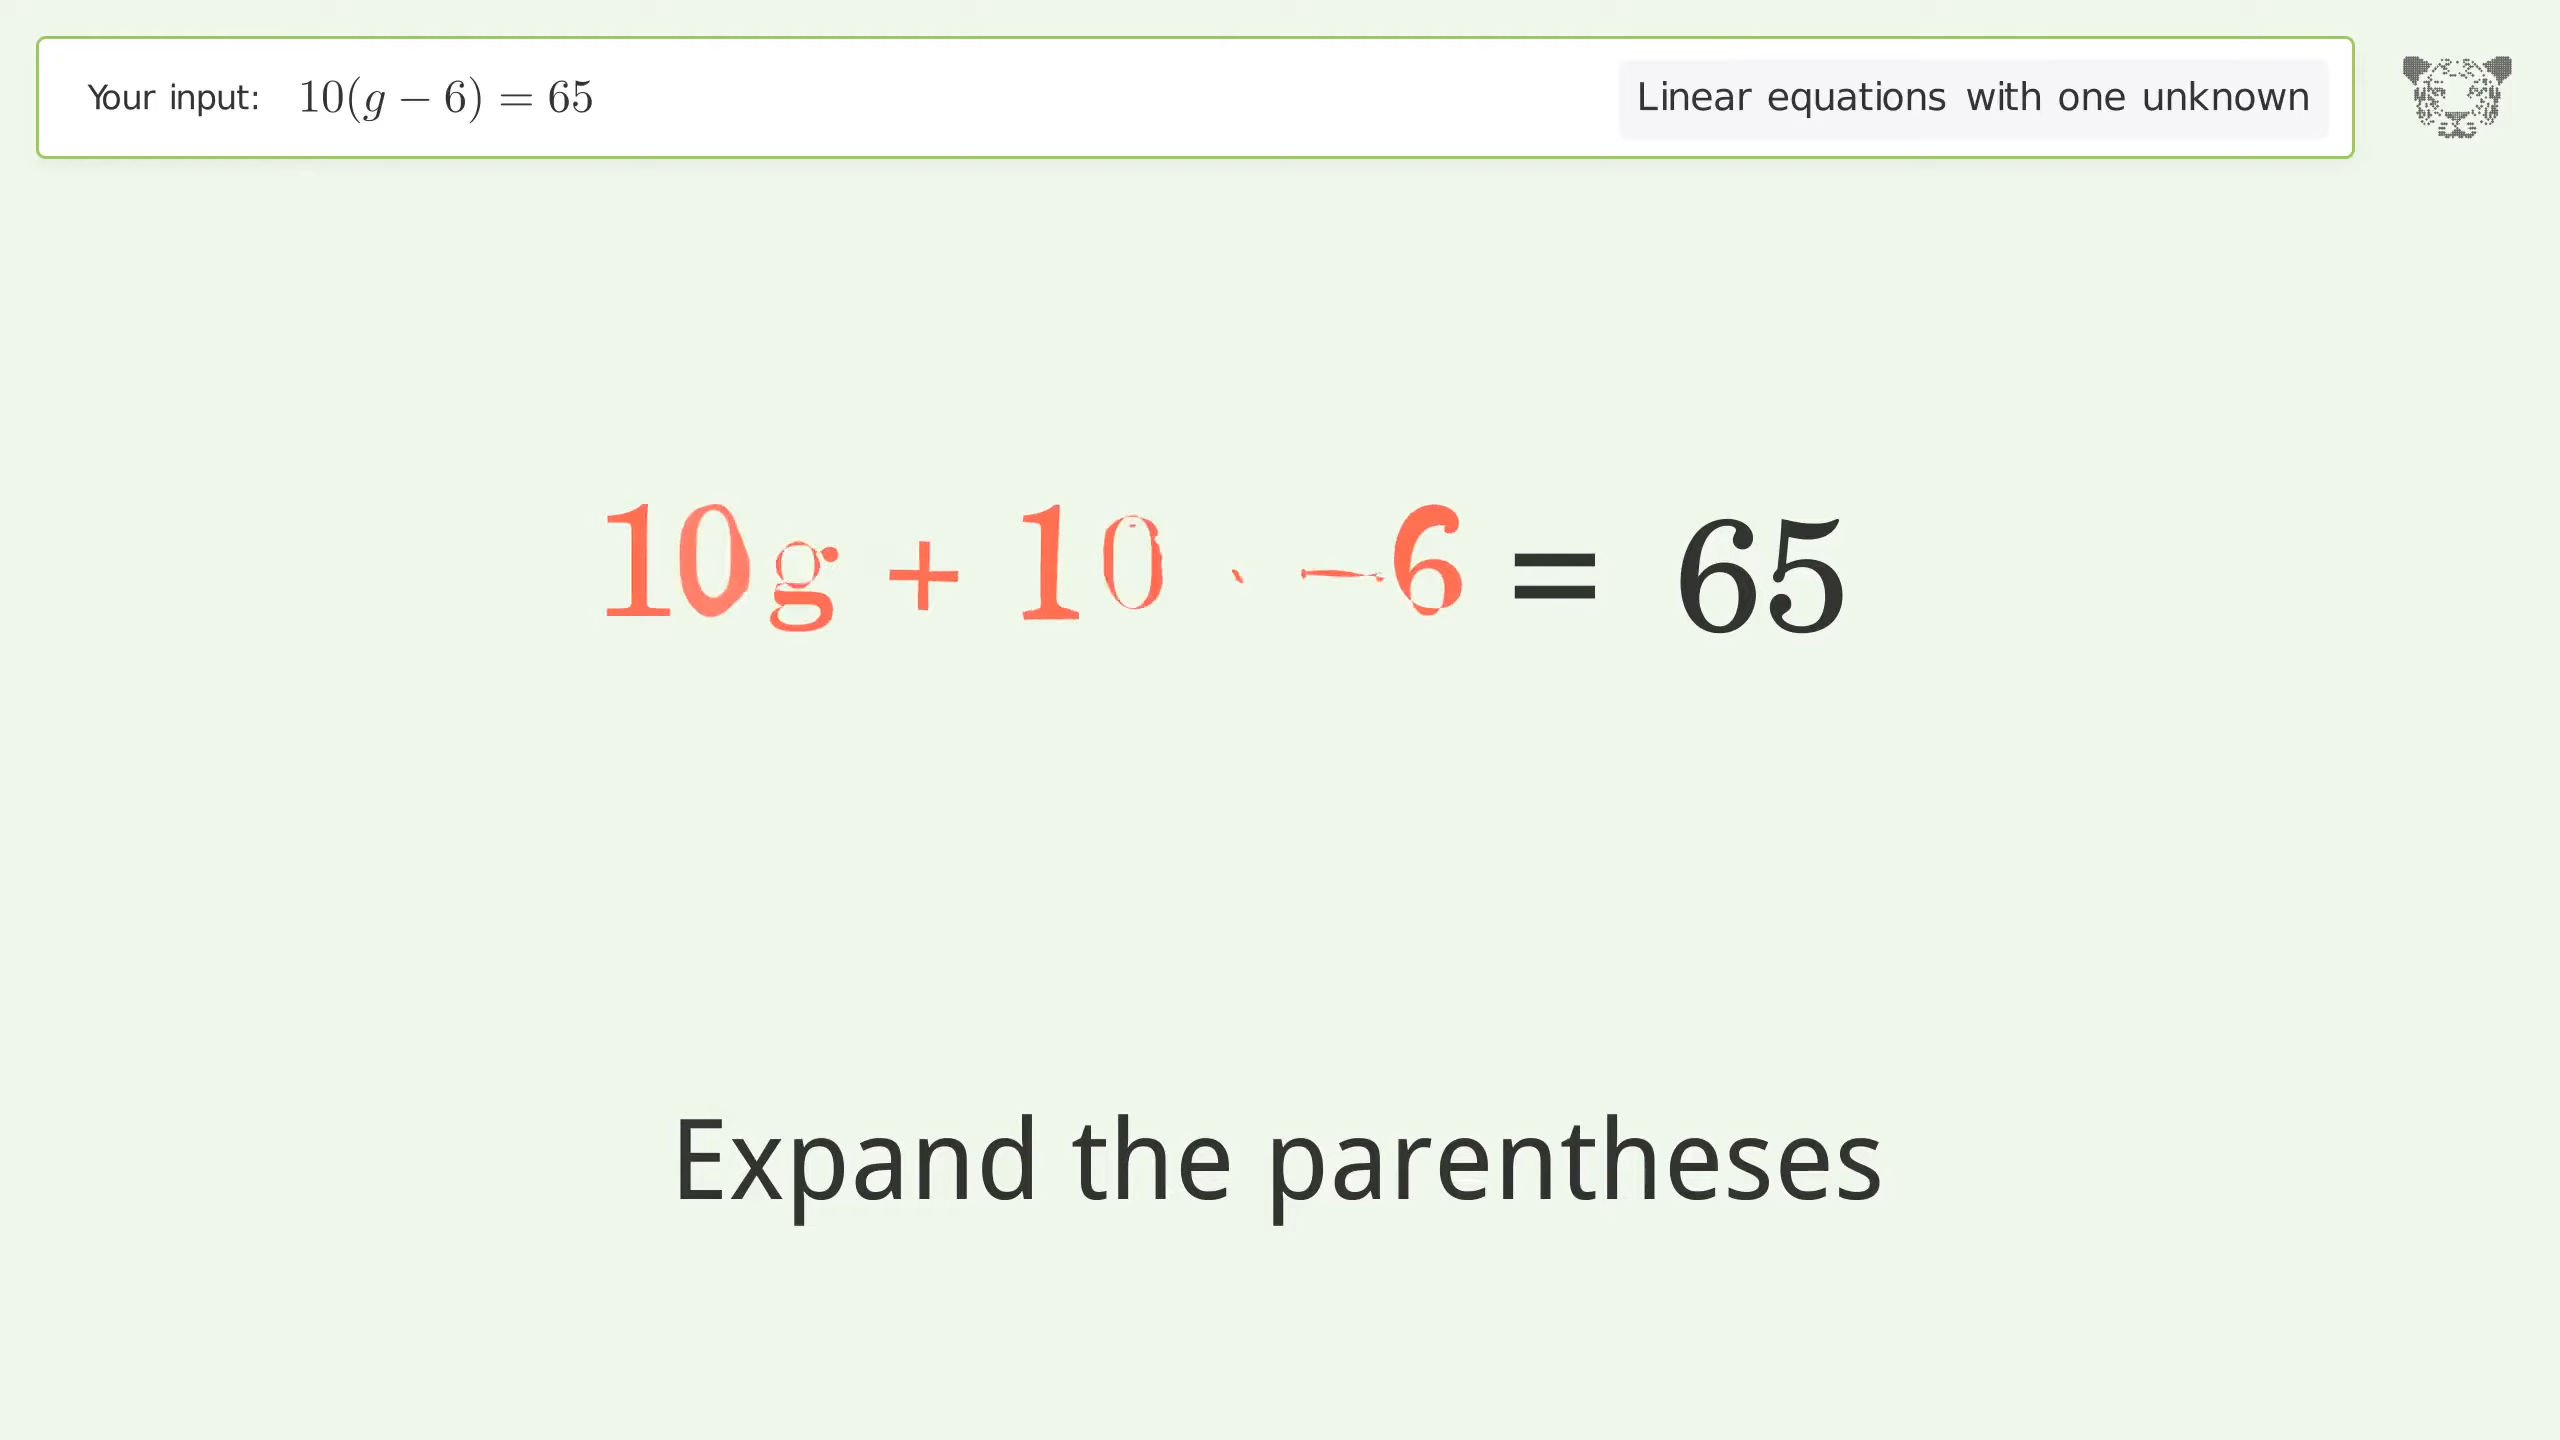 Your input: 10(g − 6) = 65
Linear equations with one unknown
10g + 10 · −6 = 65
Expand the parentheses